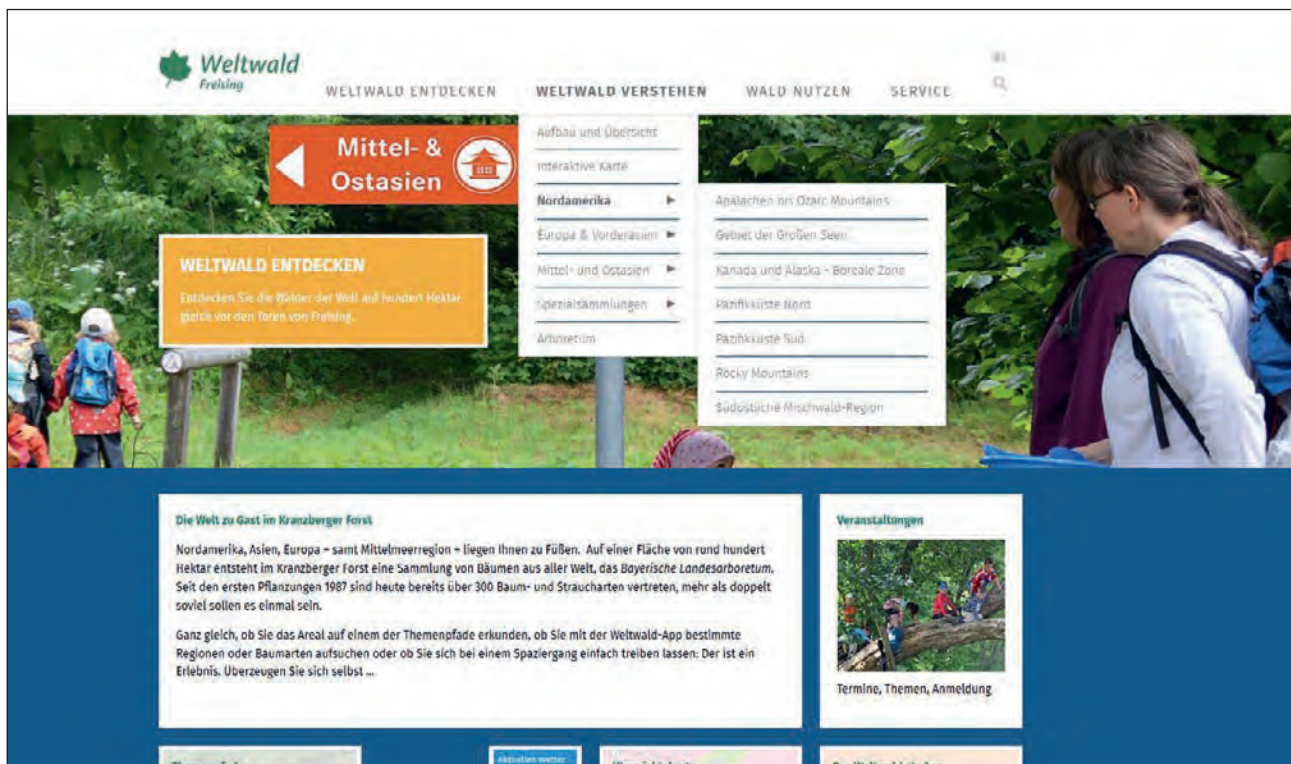 Weltwald
Freising
WELTWALD ENTDECKEN WELTWALD VERSTEHEN WALD NUTZEN SERVICE
Mittel- &
Ostasien
WELTWALD ENTDECKEN
Entdecken Sie die Wälder der Welt auf hundert Hektar
gleich vor den Toren von Freising.
Aufbau und Übersicht
Interaktive Karte
Nordamerika
Europa & Vorderasien
Mittel- und Ostasien
Spezialsammlungen
Arboretum
Apalachen bis Ozarc Mountains
Gebiet der Großen Seen
Kanada und Alaska - Boreale Zone
Pazifikküste Nord
Pazifikküste Süd
Rocky Mountains
Südostliche Mischwald-Region
Die Welt zu Gast im Kranzberger Forst
Nordamerika, Asien, Europa – samt Mittelmeerregion – liegen Ihnen zu Füßen. Auf einer Fläche von rund hundert
Hektar entsteht im Kranzberger Forst eine Sammlung von Bäumen aus aller Welt, das Bayerische Landesarboretum.
Seit den ersten Pflanzungen 1987 sind heute bereits über 300 Baum- und Straucharten vertreten, mehr als doppelt
soviel sollen es einmal sein.
Ganz gleich, ob Sie das Areal auf einem der Themenpfade erkunden, ob Sie mit der Weltwald-App bestimmte
Regionen oder Baumarten aufsuchen oder ob Sie sich bei einem Spaziergang einfach treiben lassen: Der ist ein
Erlebnis. Überzeugen Sie sich selbst ...
Veranstaltungen
Termine, Themen, Anmeldung
Aktuelles Wetter